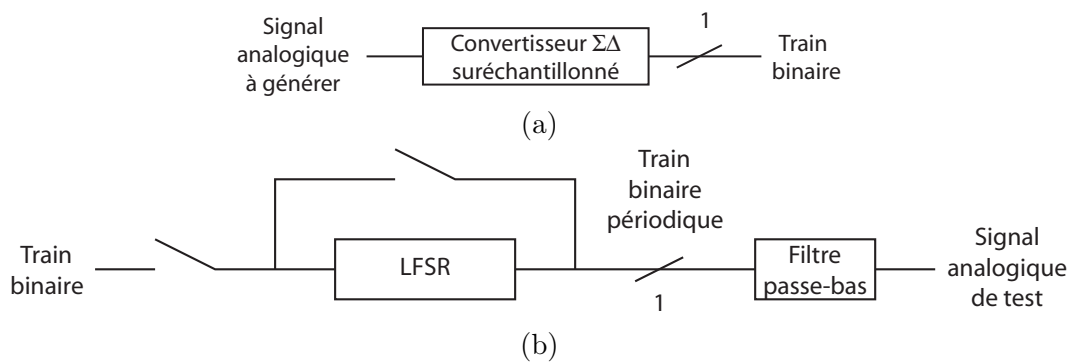 Signal
analogique
à générer
Convertisseur ΣΔ
suréchantillonné
1
Train
binaire
(a)
Train
binaire
LFSR
Train
binaire
périodique
1
Filtre
passe-bas
Signal
analogique
de test
(b)